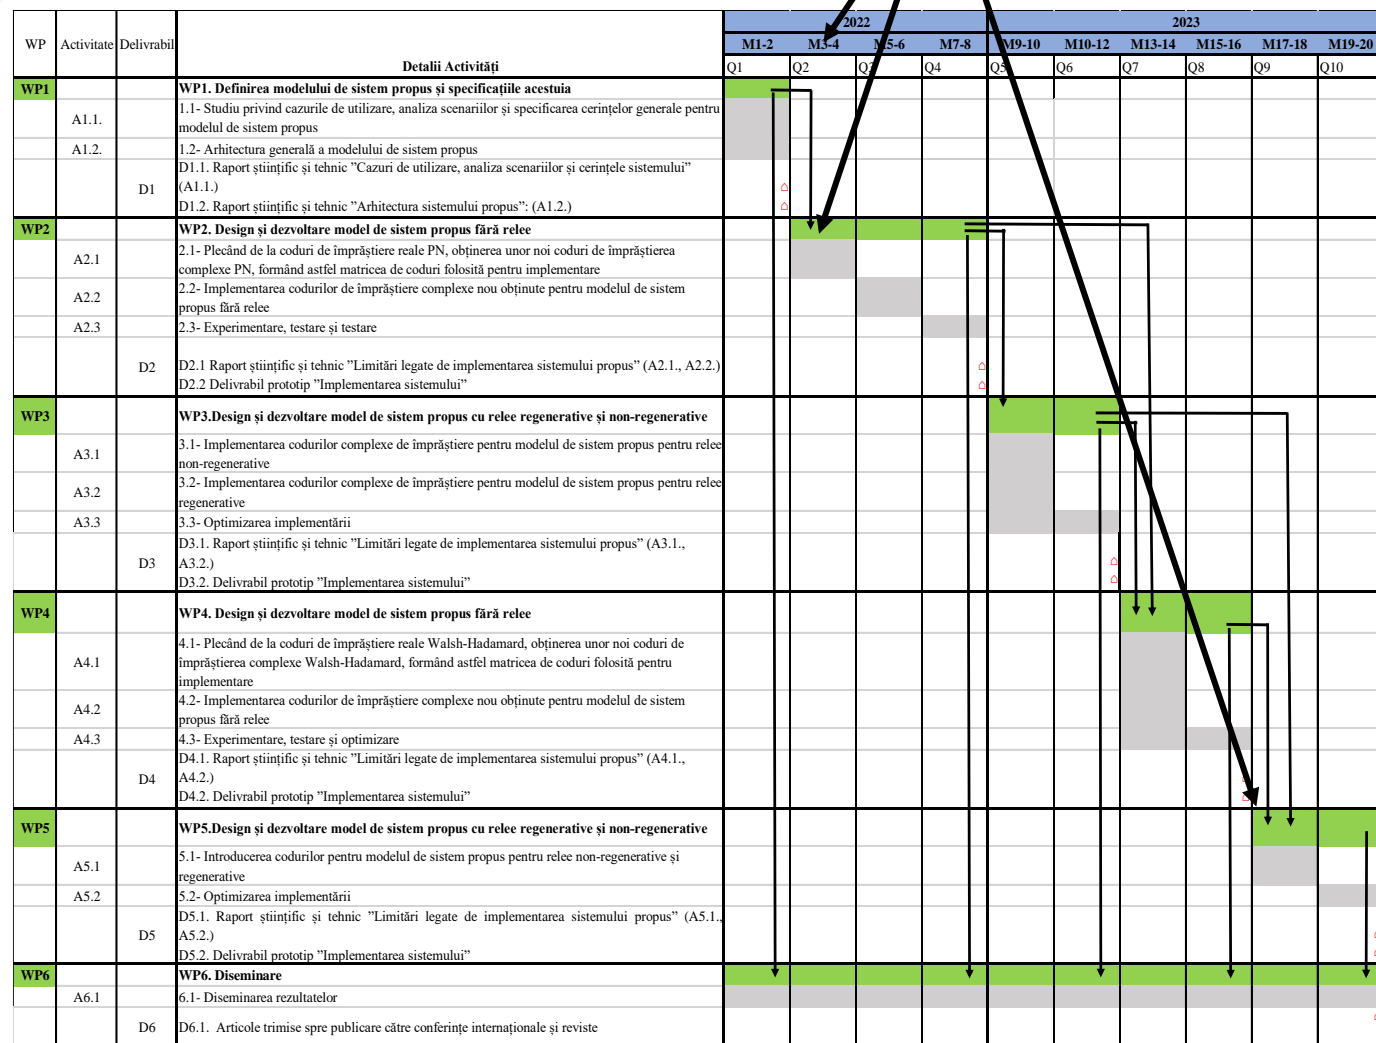 2022 2023
WP Activitate Delivrabil Detalii Activități M1-2 M3-4 M5-6 M7-8 M9-10 M10-12 M13-14 M15-16 M17-18 M19-20
Q1 Q2 Q3 Q4 Q5 Q6 Q7 Q8 Q9 Q10
WP1 WP1. Definirea modelului de sistem propus și specificațiile acestuia
A1.1. 1.1- Studiu privind cazurile de utilizare, analiza scenariilor și specificarea cerințelor generale pentru
modelul de sistem propus
A1.2. 1.2- Arhitectura generală a modelului de sistem propus
D1 D1.1. Raport științific și tehnic ”Cazuri de utilizare, analiza scenariilor și cerințele sistemului”
(A1.1.)
D1.2. Raport științific și tehnic ”Arhitectura sistemului propus”: (A1.2.)
WP2 WP2. Design și dezvoltare model de sistem propus fără relee
A2.1 2.1- Plecând de la coduri de împrăștiere reale PN, obținerea unor noi coduri de împrăștierea
complexe PN, formând astfel matricea de coduri folosită pentru implementare
A2.2 2.2- Implementarea codurilor de împrăștiere complexe nou obținute pentru modelul de sistem
propus fără relee
A2.3 2.3- Experimentare, testare și testare
D2 D2.1 Raport științific și tehnic ”Limitări legate de implementarea sistemului propus” (A2.1., A2.2.)
D2.2 Delivrabil prototip ”Implementarea sistemului”
WP3 WP3.Design și dezvoltare model de sistem propus cu relee regenerative și non-regenerative
A3.1 3.1- Implementarea codurilor complexe de împrăștiere pentru modelul de sistem propus pentru relee
non-regenerative
A3.2 3.2- Implementarea codurilor complexe de împrăștiere pentru modelul de sistem propus pentru relee
regenerative
A3.3 3.3- Optimizarea implementării
D3 D3.1. Raport științific și tehnic ”Limitări legate de implementarea sistemului propus” (A3.1.,
A3.2.)
D3.2. Delivrabil prototip ”Implementarea sistemului”
WP4 WP4. Design și dezvoltare model de sistem propus fără relee
A4.1 4.1- Plecând de la coduri de împrăștiere reale Walsh-Hadamard, obținerea unor noi coduri de
împrăștierea complexe Walsh-Hadamard, formând astfel matricea de coduri folosită pentru
implementare
A4.2 4.2- Implementarea codurilor de împrăștiere complexe nou obținute pentru modelul de sistem
propus fără relee
A4.3 4.3- Experimentare, testare și optimizare
D4 D4.1. Raport științific și tehnic ”Limitări legate de implementarea sistemului propus” (A4.1.,
A4.2.)
D4.2. Delivrabil prototip ”Implementarea sistemului”
WP5 WP5.Design și dezvoltare model de sistem propus cu relee regenerative și non-regenerative
A5.1 5.1- Introducerea codurilor pentru modelul de sistem propus pentru relee non-regenerative și
regenerative
A5.2 5.2- Optimizarea implementării
D5 D5.1. Raport științific și tehnic ”Limitări legate de implementarea sistemului propus” (A5.1.,
A5.2.)
D5.2. Delivrabil prototip ”Implementarea sistemului”
WP6 WP6. Diseminare
A6.1 6.1- Diseminarea rezultatelor
D6 D6.1. Articole trimise spre publicare către conferințe internaționale și reviste